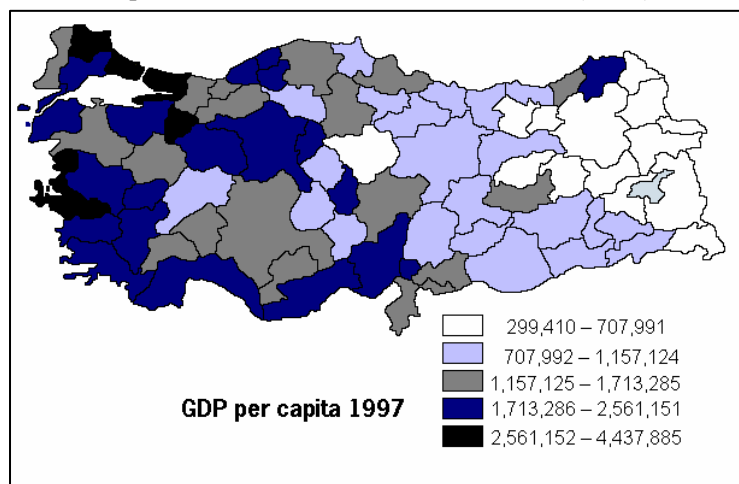 299,410 – 707,991
707,992 – 1,157,124
1,157,125 – 1,713,285
GDP per capita 1997
1,713,286 – 2,561,151
2,561,152 – 4,437,885